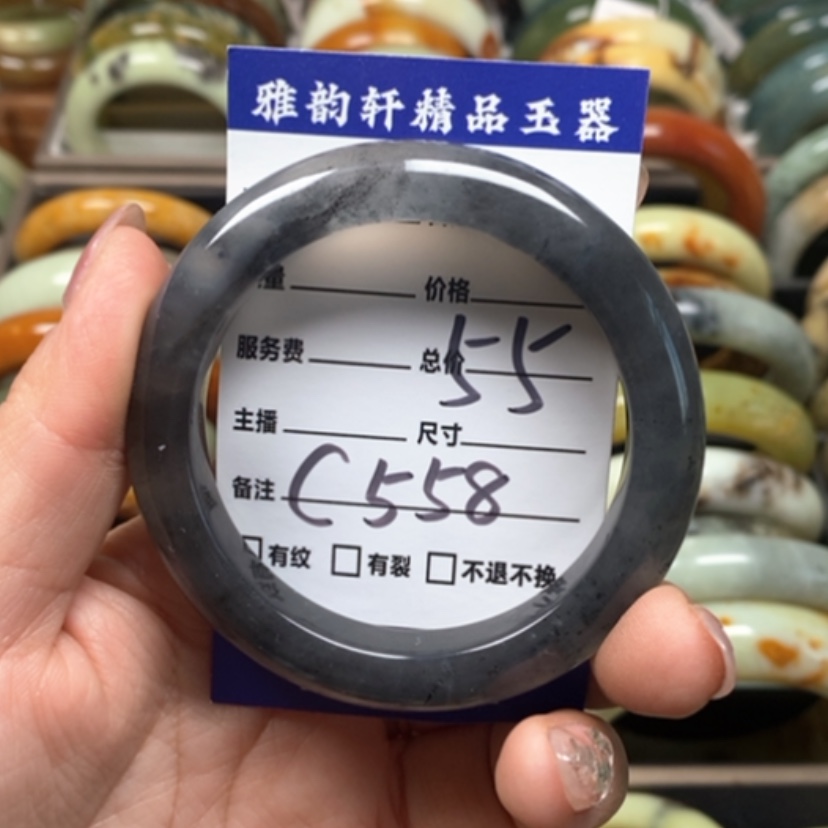 雅韵轩精品玉器
量 价格
服务费 总价 55
主播 尺寸
备注 C558
□有纹 □有裂 □不退不换